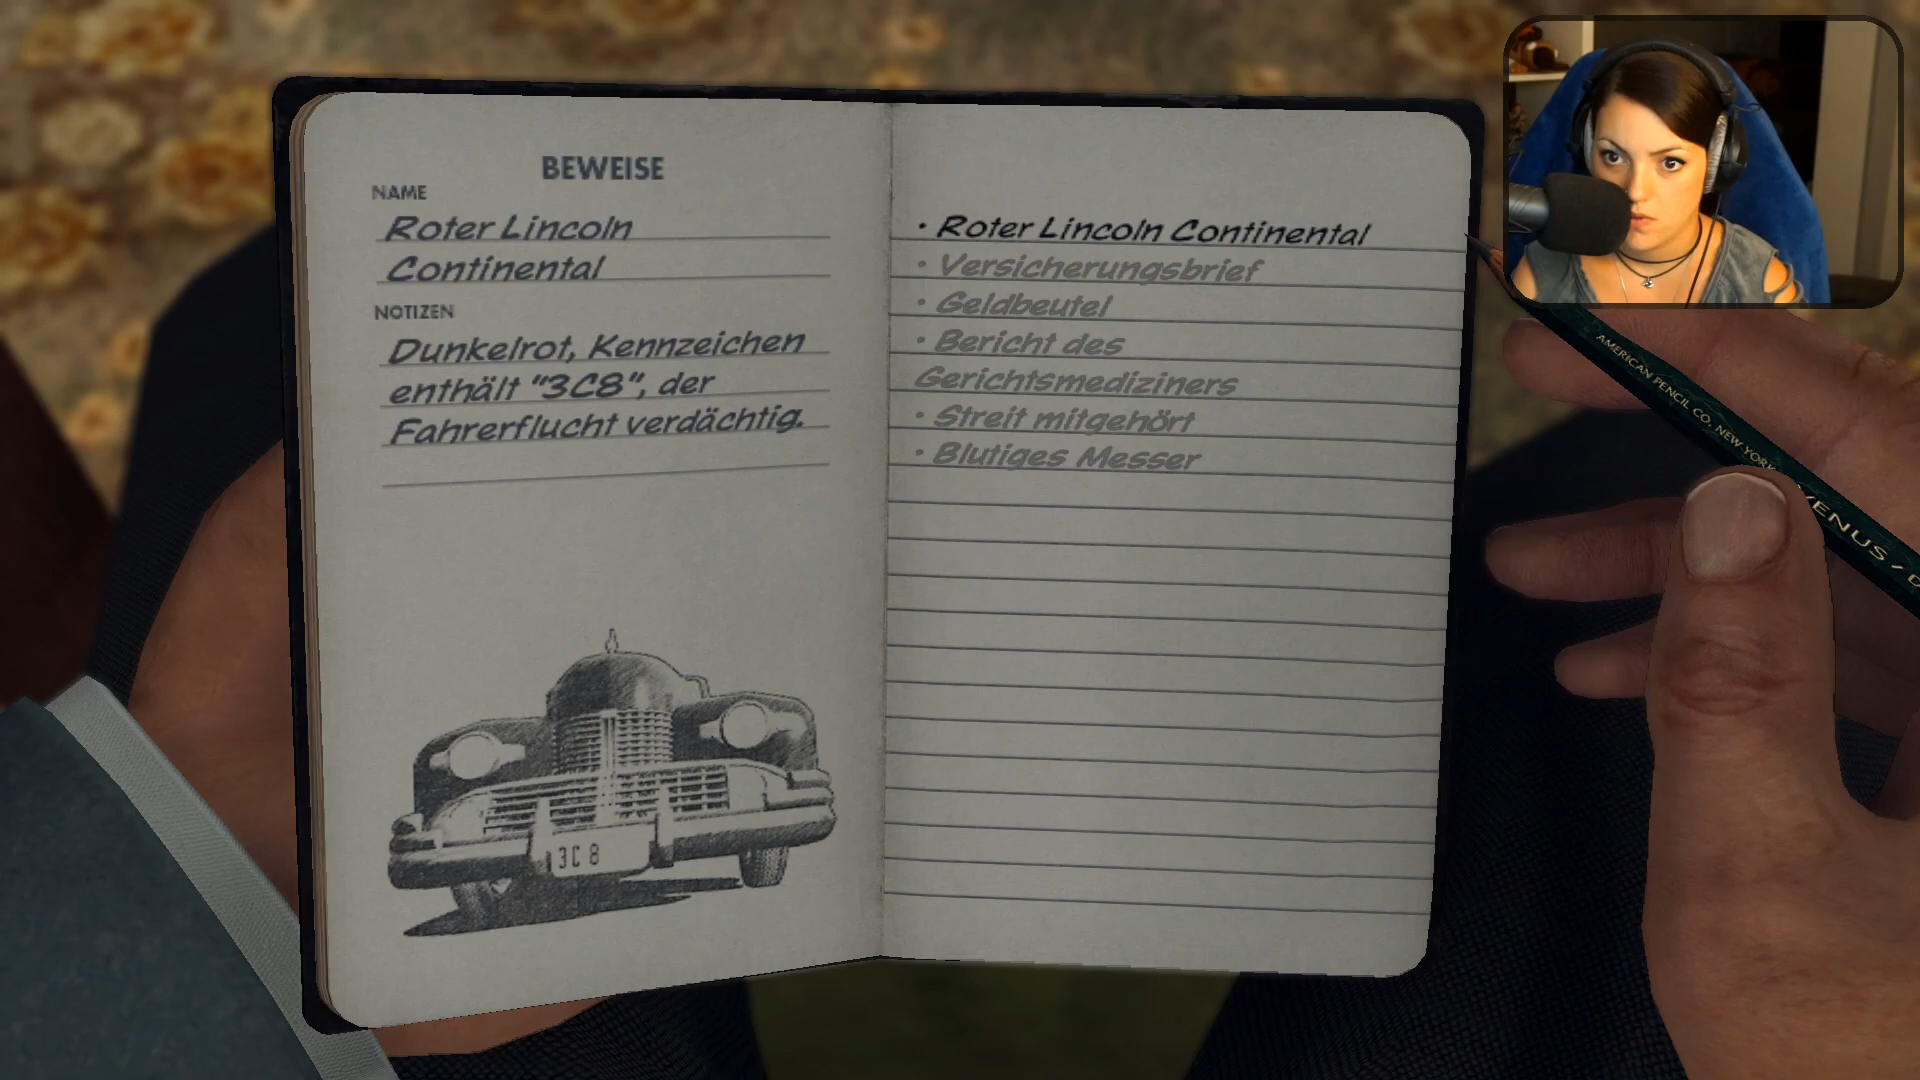 BEWEISE
NAME
Roter Lincoln
Continental
NOTIZEN
Dunkelrot, Kennzeichen
enthält "3C8", der
Fahrerflucht verdächtig.
3C 8
• Roter Lincoln Continental
• Versicherungsbrief
• Geldbeutel
• Bericht des
Gerichtsmediziners
• Streit mitgehört
• Blutiges Messer
AMERICAN PENCIL CO. NEW YORK
VENUS